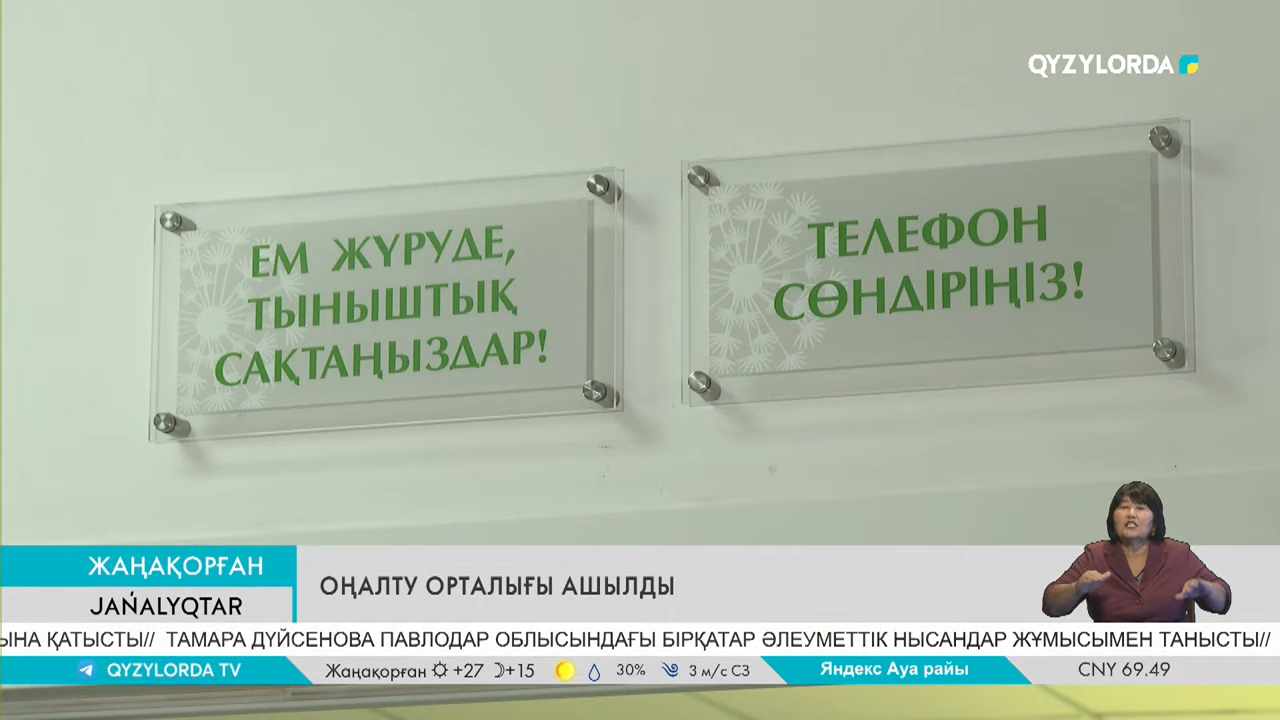 QYZYLORDA
ЕМ ЖҮРУДЕ,
ТЫНЫШТЫҚ
САҚТАҢЫЗДАР!
ТЕЛЕФОН
СӨНДІРІҢІЗ!
ЖАҢАҚОРҒАН
JAŃALYQTAR
ОҢАЛТУ ОРТАЛЫҒЫ АШЫЛДЫ
ЫНА ҚАТЫСТЫ// ТАМАРА ДҮЙСЕНОВА ПАВЛОДАР ОБЛЫСЫНДАҒЫ БІРҚАТАР ӘЛЕУМЕТТІК НЫСАНДАР ЖҰМЫСЫМЕН ТАНЫСТЫ//
QYZYLORDA TV Жаңақорған +27 +15 30% 3 м/с СЗ Яндекс Ауа райы CNY 69.49